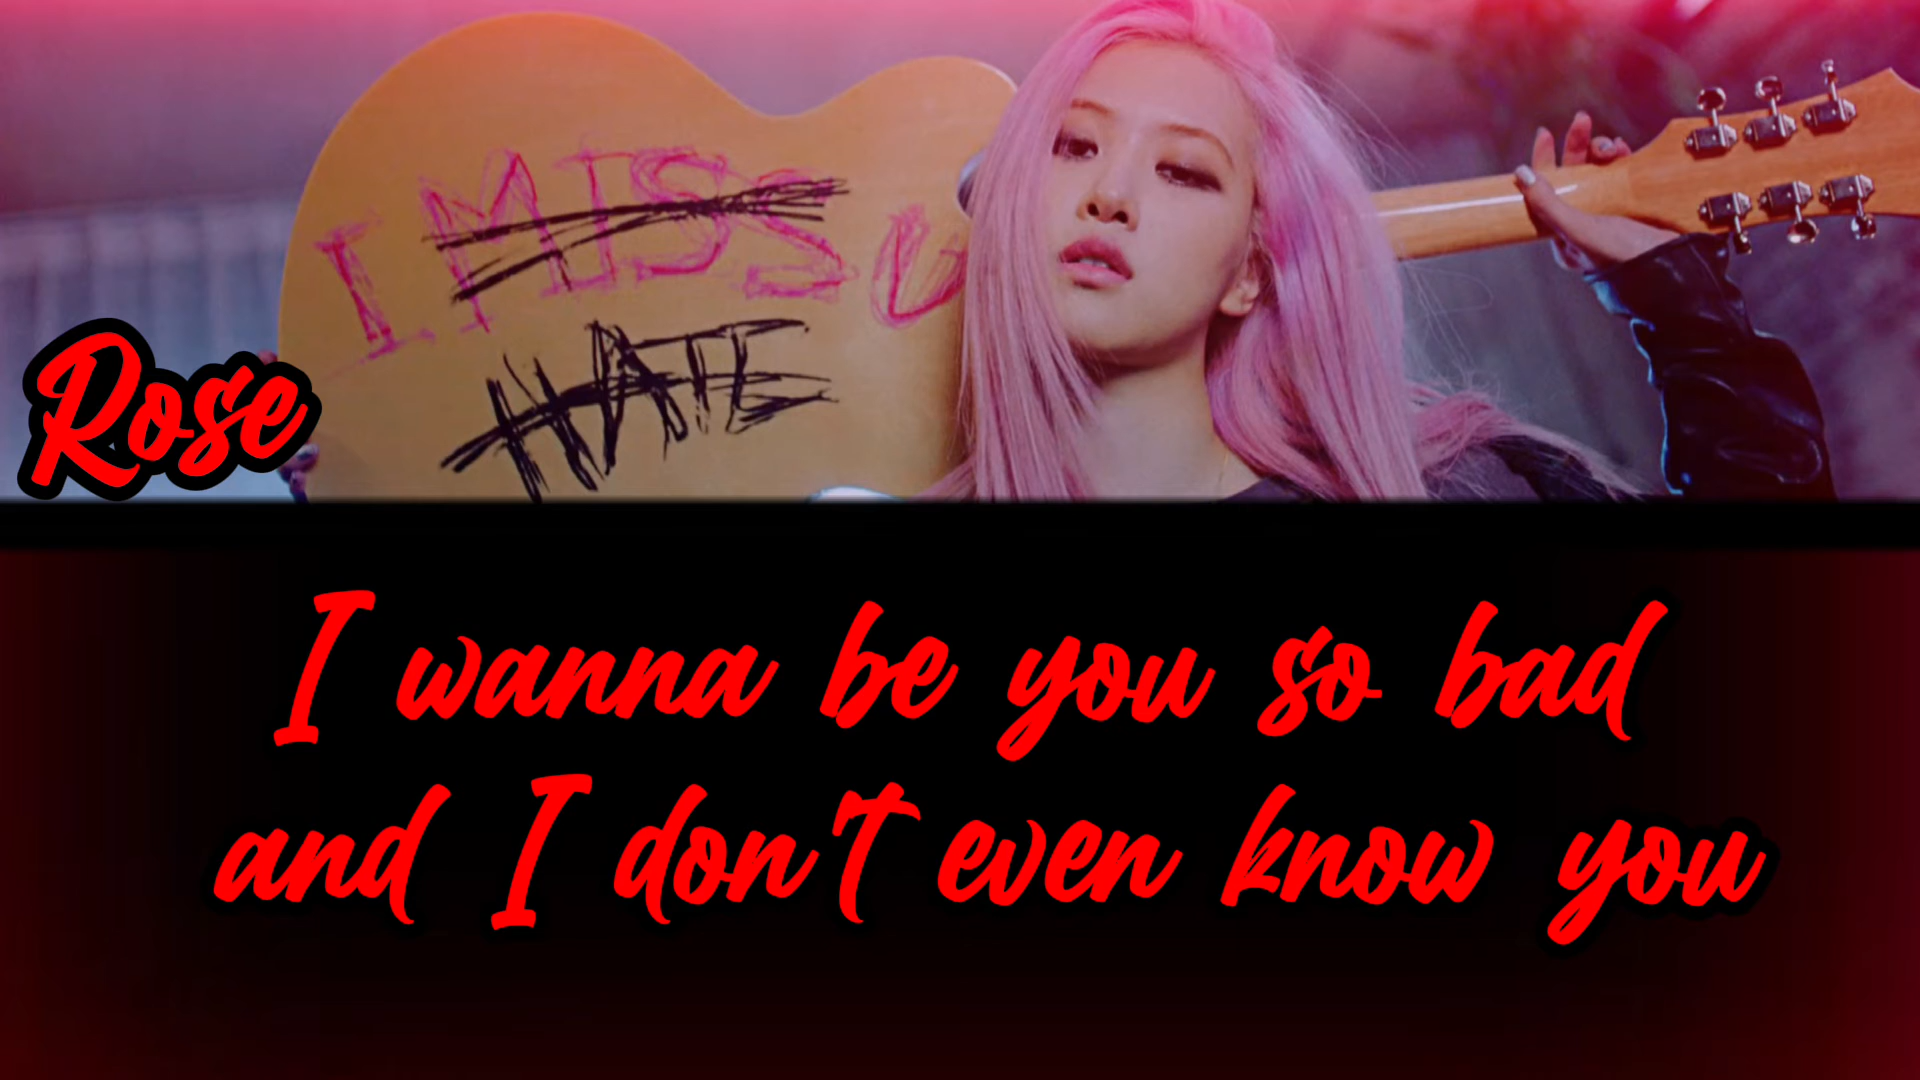 I MISS U
HATE
Rose
I wanna be you so bad
and I don't even know you